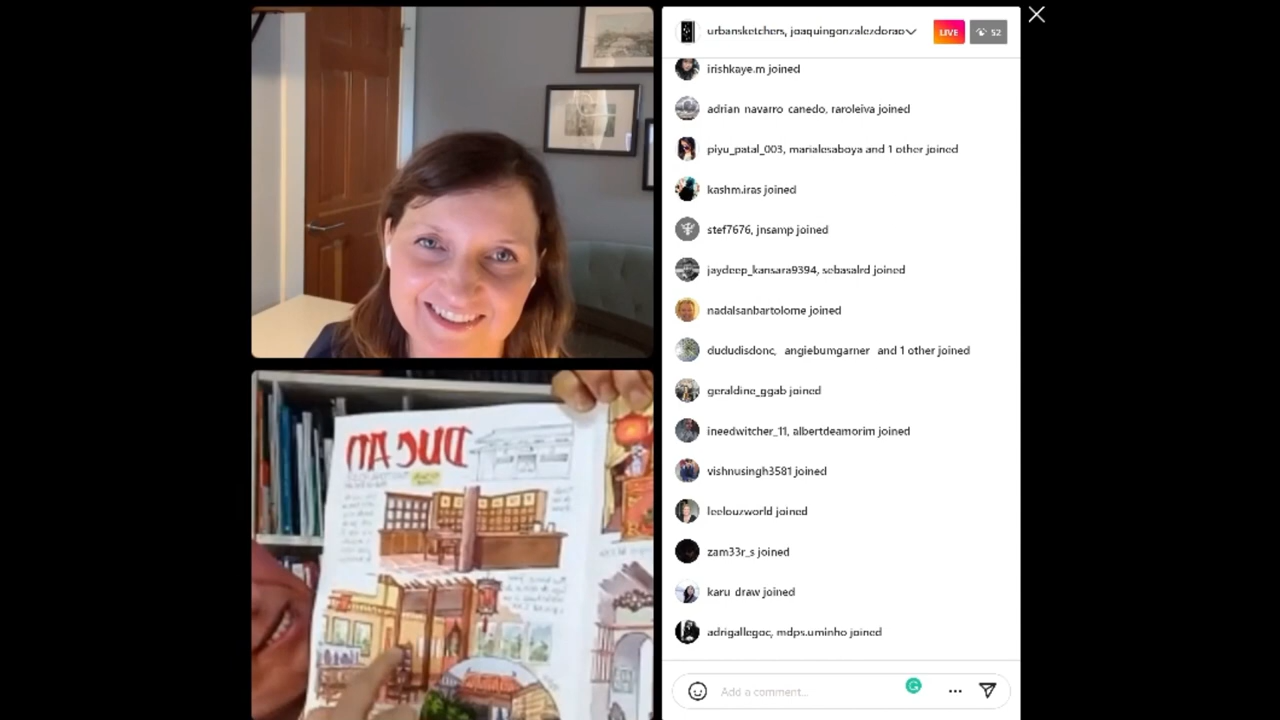 urbansketchers, joaquingonzalezdorao
LIVE
52
irishkaye.m joined
adrian_navarro_canedo, raroleiva joined
piyu_patal_003, marialesaboya and 1 other joined
kashm.iras joined
stef7676, jnsamp joined
jaydeep_kansara9394, sebasalrd joined
nadalsanbartolome joined
dududisdonc, _angiebumgarner_ and 1 other joined
geraldine_ggab joined
ineedwitcher_11, albertdeamorim joined
vishnusingh3581 joined
leelouzworld joined
zam33r_s joined
karu_draw joined
adrigallegoc, mdps.uminho joined
Add a comment...
DUC AN